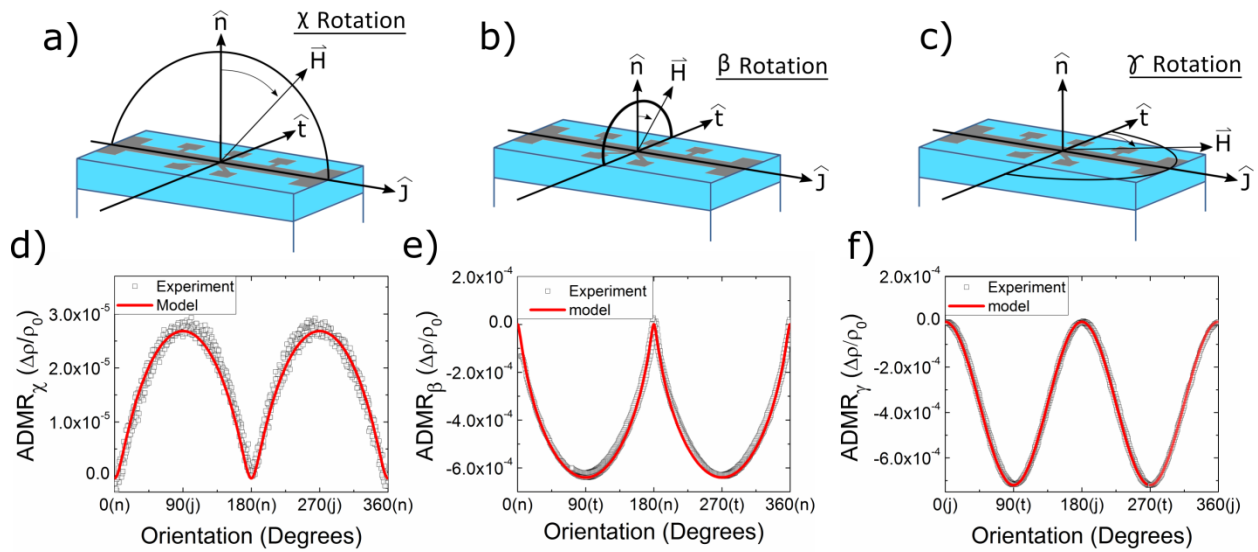 a)
n̂
χ Rotation
H⃗
t̂
ĵ
b)
n̂
β Rotation
H⃗
t̂
ĵ
c)
n̂
ɣ Rotation
t̂
H⃗
ĵ
d)
Experiment
Model
3.0x10⁻⁵
2.0x10⁻⁵
1.0x10⁻⁵
0.0
ADMRχ (Δρ/ρ₀)
0(n) 90(j) 180(n) 270(j) 360(n)
Orientation (Degrees)
e)
2.0x10⁻⁴
Experiment
model
0.0
-2.0x10⁻⁴
-4.0x10⁻⁴
-6.0x10⁻⁴
ADMRβ (Δρ/ρ₀)
0(n) 90(t) 180(n) 270(t) 360(n)
Orientation (Degrees)
f)
2.0x10⁻⁴
Experiment
model
0.0
-2.0x10⁻⁴
-4.0x10⁻⁴
-6.0x10⁻⁴
ADMRγ (Δρ/ρ₀)
0(j) 90(t) 180(j) 270(t) 360(j)
Orientation (Degrees)